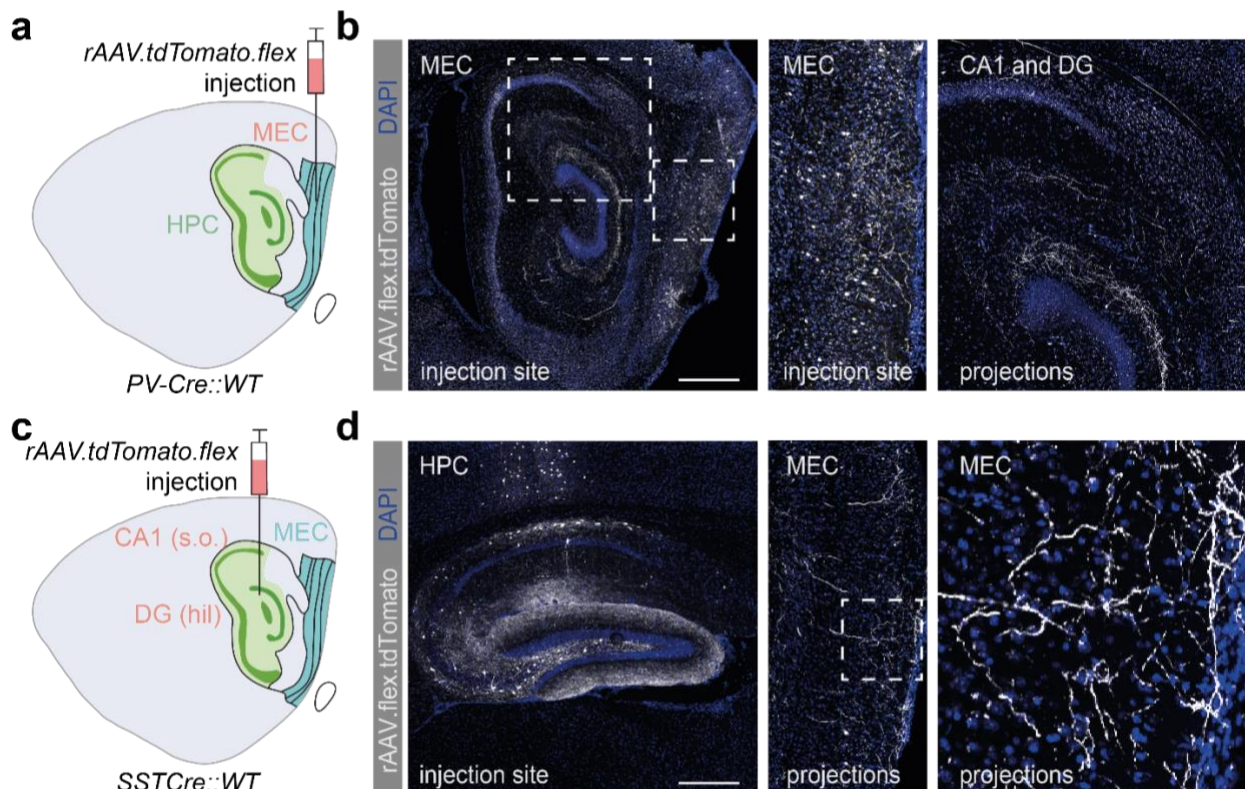 a
rAAV.tdTomato.flex
injection
MEC
HPC
PV-Cre::WT
b
rAAV.flex.tdTomato DAPI
MEC
injection site
MEC
injection site
CA1 and DG
projections
c
rAAV.tdTomato.flex
injection
CA1 (s.o.)
MEC
DG (hil)
SSTCre::WT
d
rAAV.flex.tdTomato DAPI
HPC
injection site
MEC
projections
MEC
projections